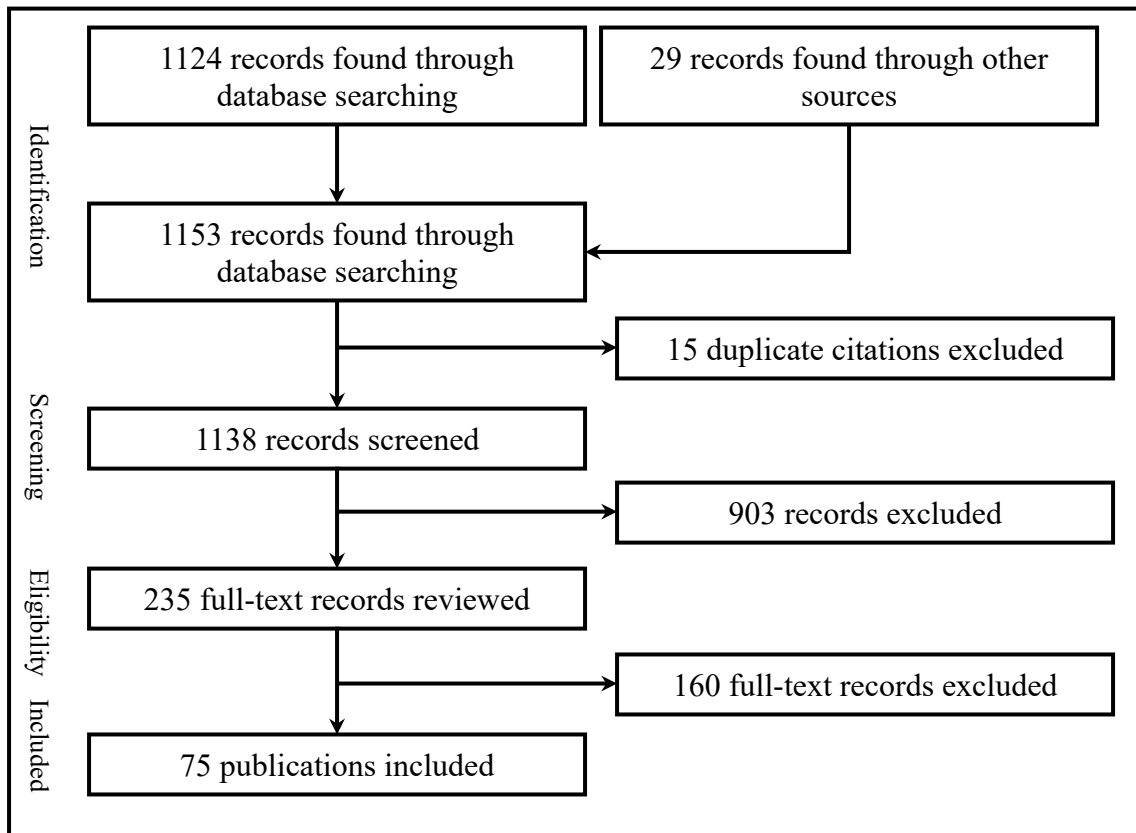 1124 records found through
database searching
29 records found through other
sources
Identification
1153 records found through
database searching
15 duplicate citations excluded
Screening
1138 records screened
903 records excluded
Eligibility
235 full-text records reviewed
160 full-text records excluded
Included
75 publications included